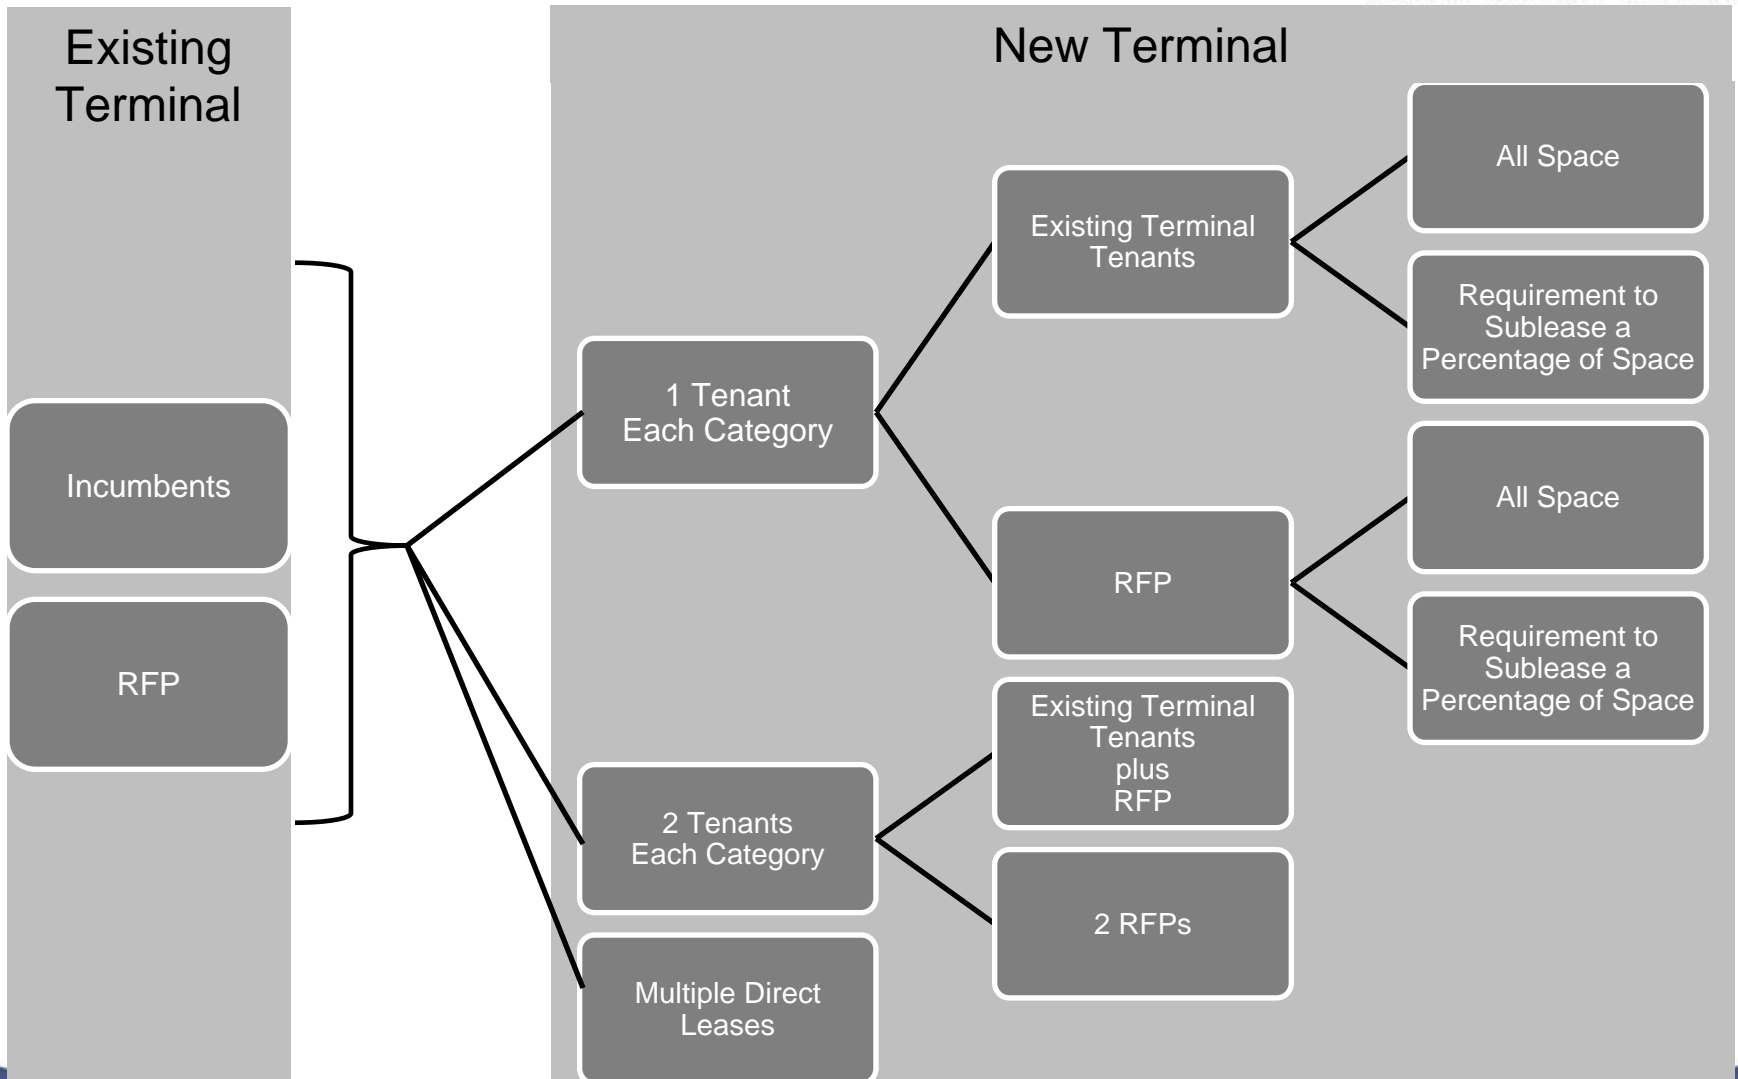 Existing
Terminal
Incumbents
RFP
New Terminal
1 Tenant
Each Category
2 Tenants
Each Category
Multiple Direct
Leases
Existing Terminal
Tenants
RFP
Existing Terminal
Tenants
plus
RFP
2 RFPs
All Space
Requirement to
Sublease a
Percentage of Space
All Space
Requirement to
Sublease a
Percentage of Space